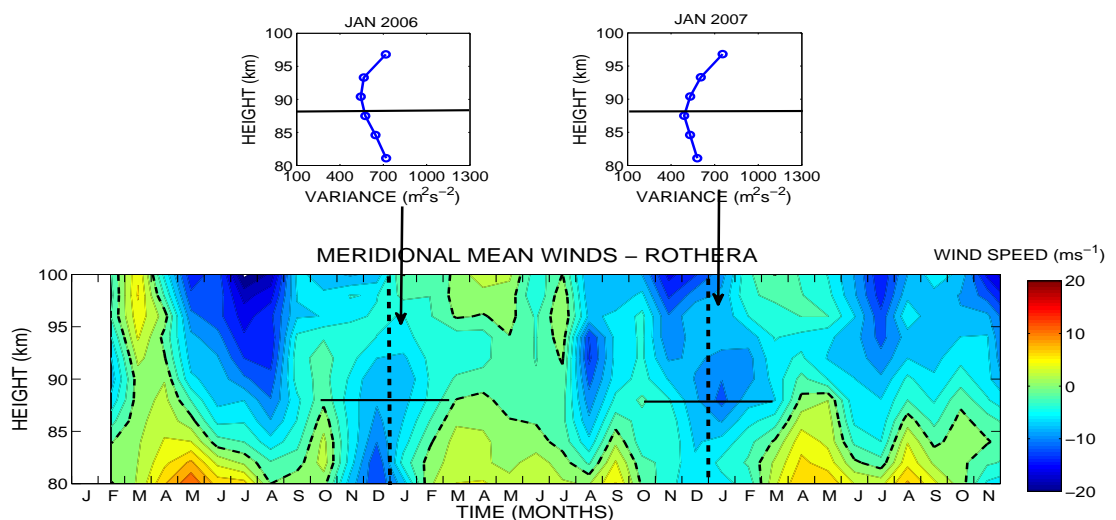 JAN 2006
JAN 2007
100
95
90
85
80
HEIGHT (km)
100 400 700 1000 1300
VARIANCE (m²s⁻²)
100
95
90
85
80
HEIGHT (km)
100 400 700 1000 1300
VARIANCE (m²s⁻²)
MERIDIONAL MEAN WINDS − ROTHERA
WIND SPEED (ms⁻¹)
100
95
90
85
80
HEIGHT (km)
J F M A M J J A S O N D J F M A M J J A S O N D J F M A M J J A S O N
TIME (MONTHS)
20
10
0
−10
−20